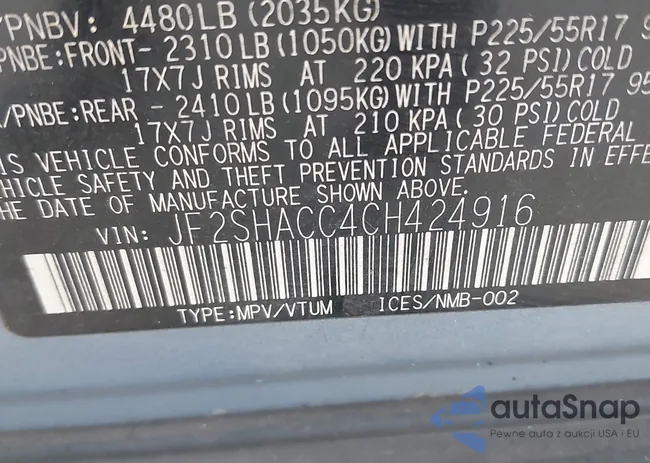 PNBV: 4480LB (2035KG)
PNBE:FRONT- 2310LB(1050KG)WITH P225/55R17
17X7J RIMS AT 220 KPA( 32 PSI)COLD
/PNBE:REAR - 2410LB(1095KG)WITH P225/55R17 95
17X7J RIMS AT 210 KPA( 30 PSI)COLD
IS VEHICLE CONFORMS TO ALL APPLICABLE FEDERAL
HICLE SAFETY AND THEFT PREVENTION STANDARDS IN EFFE
HE DATE OF MANUFACTURE SHOWN ABOVE.
VIN: JF2SHACC4CH424916
TYPE:MPV/VTUM ICES/NMB-002
autaSnap
Pewne auto z aukcji USA i EU